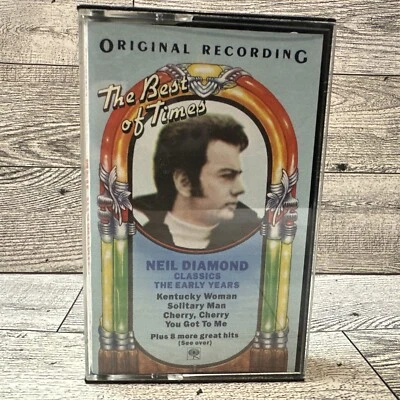 ORIGINAL RECORDING
The Best
of Times
NEIL DIAMOND
CLASSICS
THE EARLY YEARS
Kentucky Woman
Solitary Man
Cherry, Cherry
You Got To Me
Plus 8 more great hits
(See over)